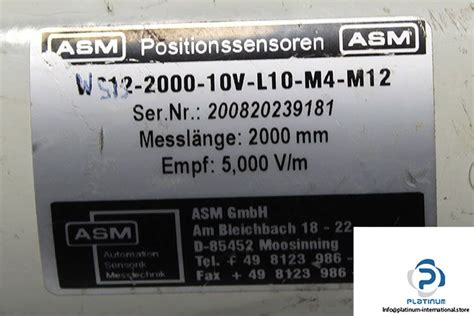 ASM Positionssensoren ASM
WS12-2000-10V-L10-M4-M12
Ser.Nr.: 200820239181
Messlänge: 2000 mm
Empf: 5,000 V/m
ASM GmbH
Am Bleichbach 18 - 22
D-85452 Moosinning
Tel. + 49 8123 986 -
Fax + 49 8123 986 -
ASM
Automation
Sensorik
Messtechnik
PLATINUM
Info@platinum-international.store